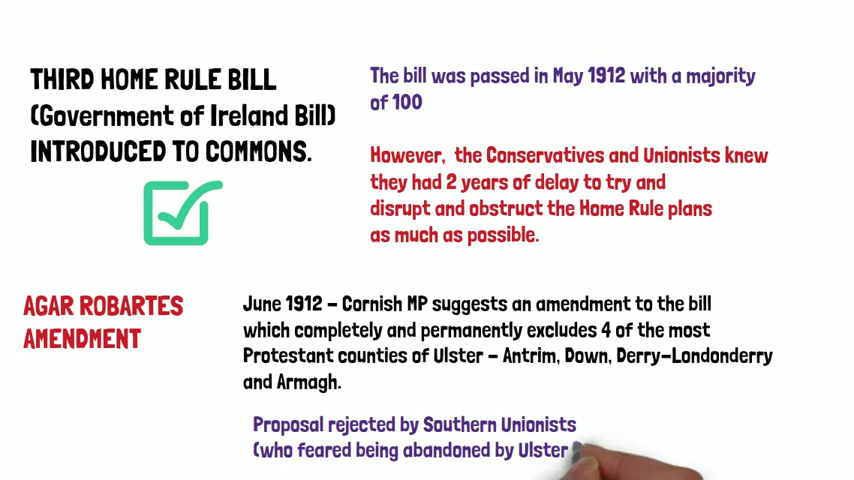 THIRD HOME RULE BILL
(Government of Ireland Bill)
INTRODUCED TO COMMONS.
The bill was passed in May 1912 with a majority
of 100
However, the Conservatives and Unionists knew
they had 2 years of delay to try and
disrupt and obstruct the Home Rule plans
as much as possible.
AGAR ROBARTES
AMENDMENT
June 1912 – Cornish MP suggests an amendment to the bill
which completely and permanently excludes 4 of the most
Protestant counties of Ulster – Antrim, Down, Derry-Londonderry
and Armagh.
Proposal rejected by Southern Unionists
(who feared being abandoned by Ulster